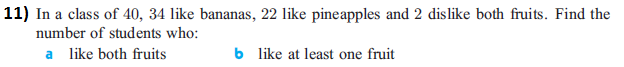 11) In a class of 40, 34 like bananas, 22 like pineapples and 2 dislike both fruits. Find the
number of students who:
a like both fruits b like at least one fruit